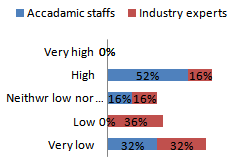 Accadamic staffs Industry experts
Very high 0%
High 52% 16%
Neithwr low nor ... 16% 16%
Low 0% 36%
Very low 32% 32%